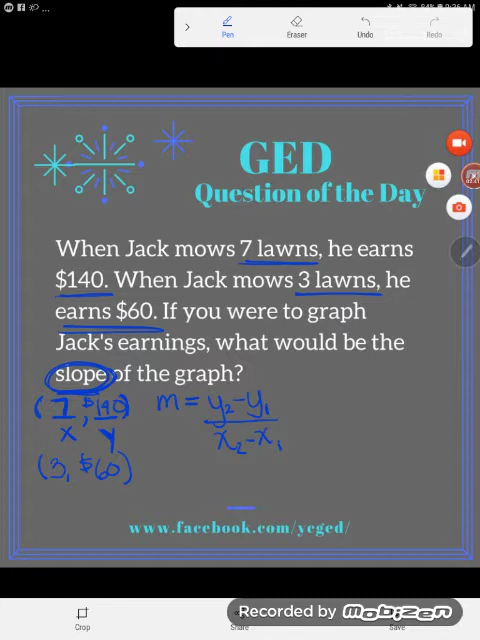 Pen
Eraser
Undo
Redo
GED
Question of the Day
When Jack mows 7 lawns, he earns
$140. When Jack mows 3 lawns, he
earns $60. If you were to graph
Jack's earnings, what would be the
slope of the graph?
(7, $140)
x y
(3, $60)
m = y₂-y₁
x₂-x₁
www.facebook.com/yeged/
Crop
Share
Save
Recorded by Mobizen